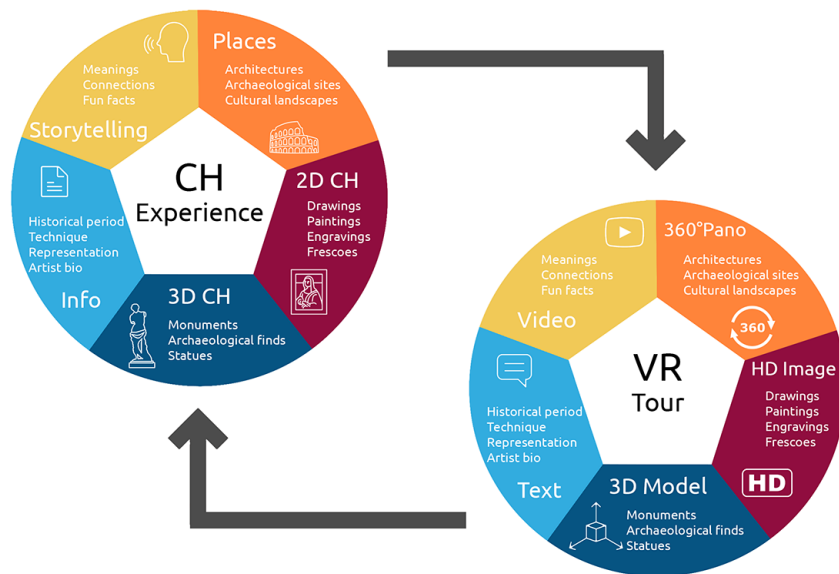 Places
Architectures
Archaeological sites
Cultural landscapes
Meanings
Connections
Fun facts
Storytelling
CH
Experience
2D CH
Drawings
Paintings
Engravings
Frescoes
Historical period
Technique
Representation
Artist bio
Info
3D CH
Monuments
Archaeological finds
Statues
360°Pano
Architectures
Archaeological sites
Cultural landscapes
360
Meanings
Connections
Fun facts
Video
VR
Tour
HD Image
Drawings
Paintings
Engravings
Frescoes
HD
Historical period
Technique
Representation
Artist bio
Text
3D Model
Monuments
Archaeological finds
Statues